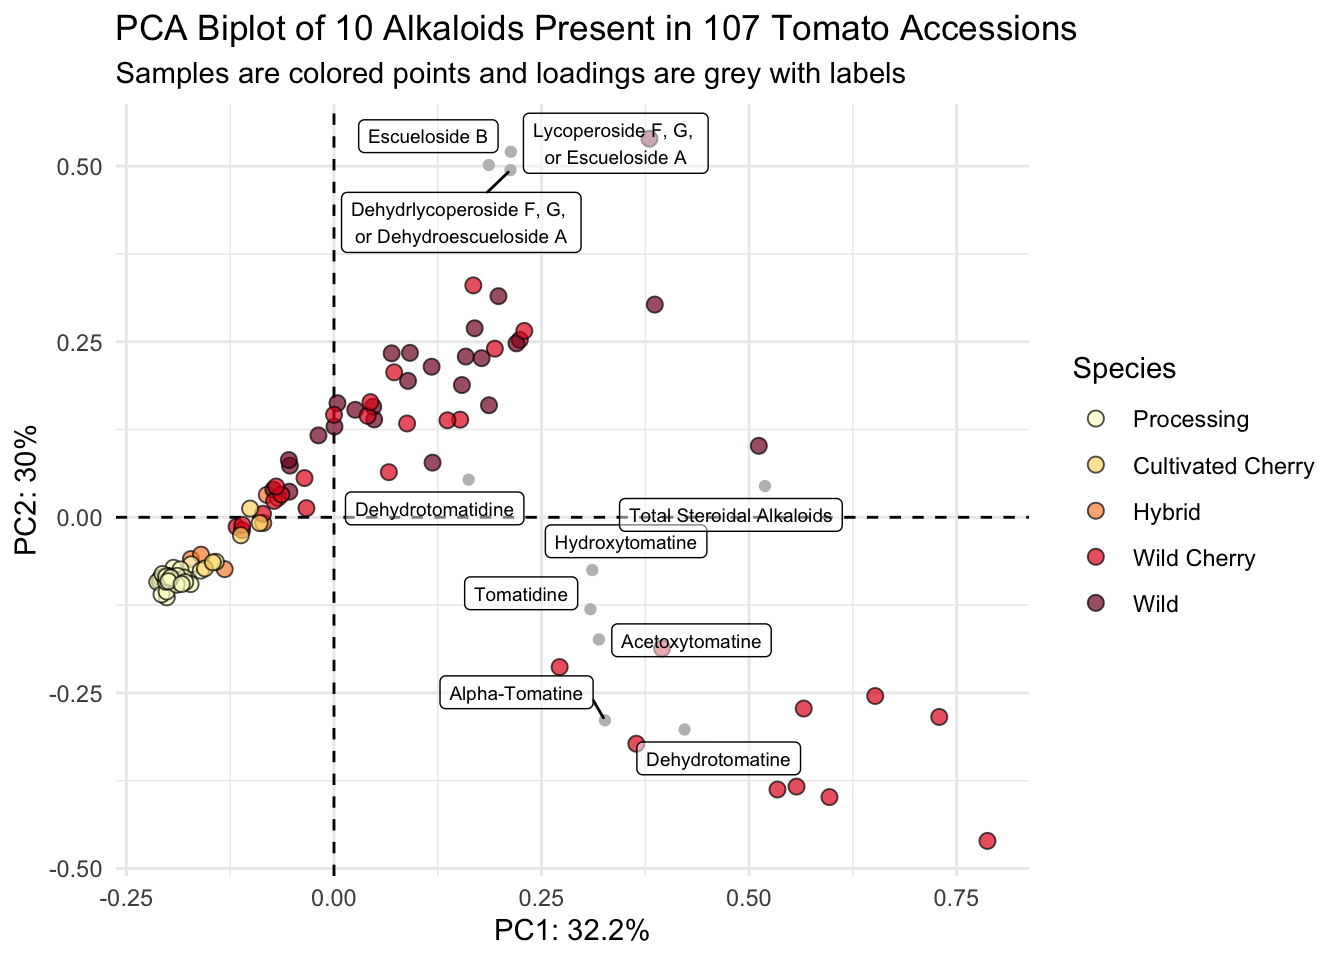 PCA Biplot of 10 Alkaloids Present in 107 Tomato Accessions
Samples are colored points and loadings are grey with labels
Escueloside B
Lycoperoside F, G,
or Escueloside A
Dehydrlycoperoside F, G,
or Dehydroescueloside A
Dehydrotomatidine
Total Steroidal Alkaloids
Hydroxytomatine
Tomatidine
Acetoxytomatine
Alpha-Tomatine
Dehydrotomatine
0.50
0.25
0.00
-0.25
-0.50
PC2: 30%
-0.25
0.00
0.25
0.50
0.75
PC1: 32.2%
Species
Processing
Cultivated Cherry
Hybrid
Wild Cherry
Wild